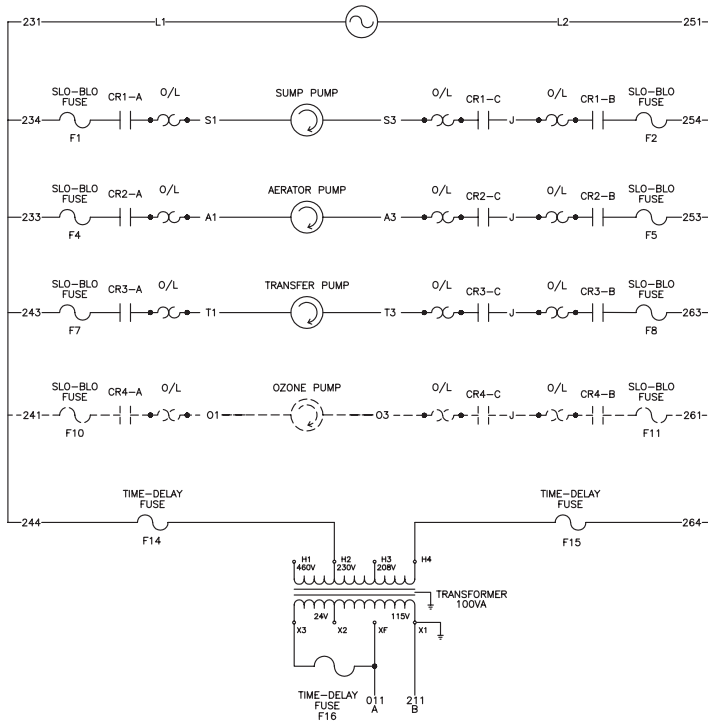 231 L1 L2 251
SLO-BLO
FUSE CR1-A O/L SUMP PUMP O/L CR1-C O/L CR1-B SLO-BLO
FUSE
234 S1 S3 J 254
F1 F2
SLO-BLO
FUSE CR2-A O/L AERATOR PUMP O/L CR2-C O/L CR2-B SLO-BLO
FUSE
233 A1 A3 J 253
F4 F5
SLO-BLO
FUSE CR3-A O/L TRANSFER PUMP O/L CR3-C O/L CR3-B SLO-BLO
FUSE
243 T1 T3 J 263
F7 F8
SLO-BLO
FUSE CR4-A O/L OZONE PUMP O/L CR4-C O/L CR4-B SLO-BLO
FUSE
241 O1 O3 J 261
F10 F11
TIME-DELAY
FUSE
TIME-DELAY
FUSE
244 264
F14 F15
H1 H2 H3 H4
460V 230V 208V
TRANSFORMER
100VA
24V 115V
X3 X2 XF X1
TIME-DELAY
FUSE
F16
011
A
211
B